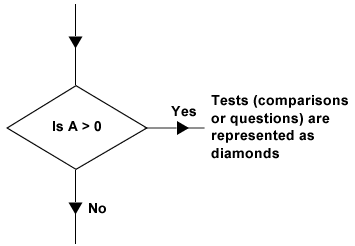 Is A > 0
Yes
Tests (comparisons
or questions) are
represented as
diamonds
No